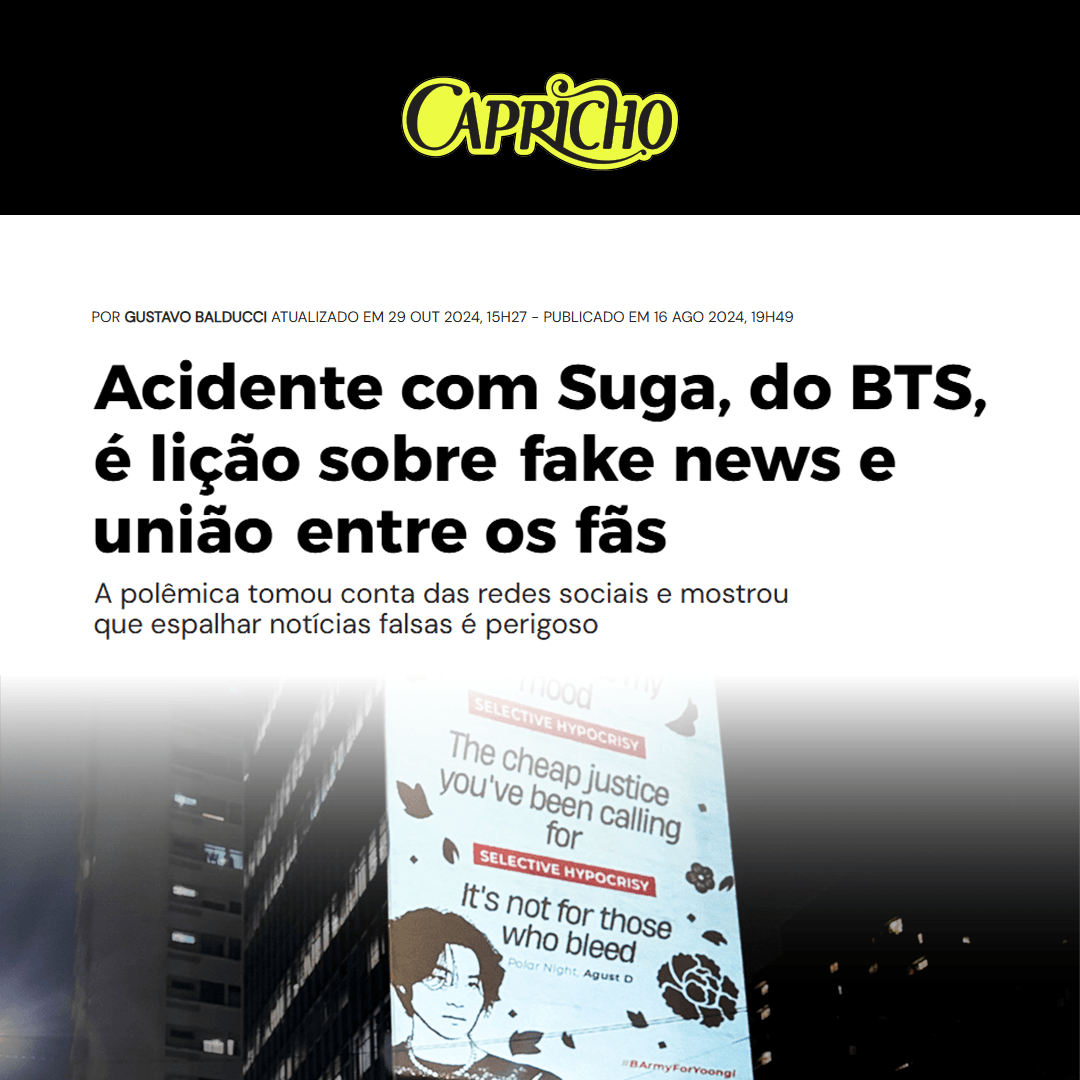 CAPRICHO
POR GUSTAVO BALDUCCI ATUALIZADO EM 29 OUT 2024, 15H27 - PUBLICADO EM 16 AGO 2024, 19H49
Acidente com Suga, do BTS,
é lição sobre fake news e
união entre os fãs
A polêmica tomou conta das redes sociais e mostrou
que espalhar notícias falsas é perigoso
my
mood
SELECTIVE HYPOCRISY
The cheap justice
you've been calling
for
SELECTIVE HYPOCRISY
It's not for those
who bleed
Polar Night, Agust D
#BArmyForYoongi